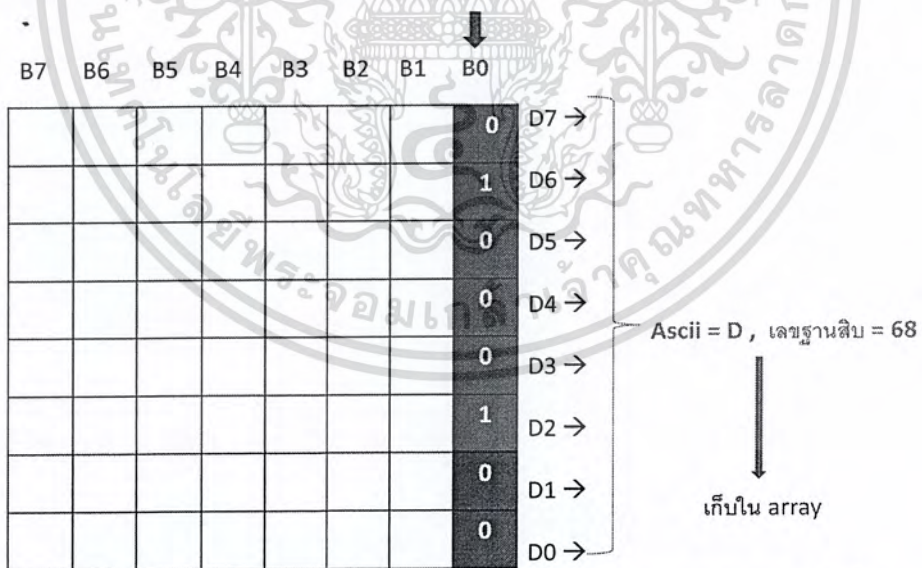 B7 B6 B5 B4 B3 B2 B1 B0
0 D7 →
1 D6 →
0 D5 →
0 D4 →
Ascii = D , เลขฐานสิบ = 68
0 D3 →
1 D2 →
0 D1 →
เก็บใน array
0 D0 →